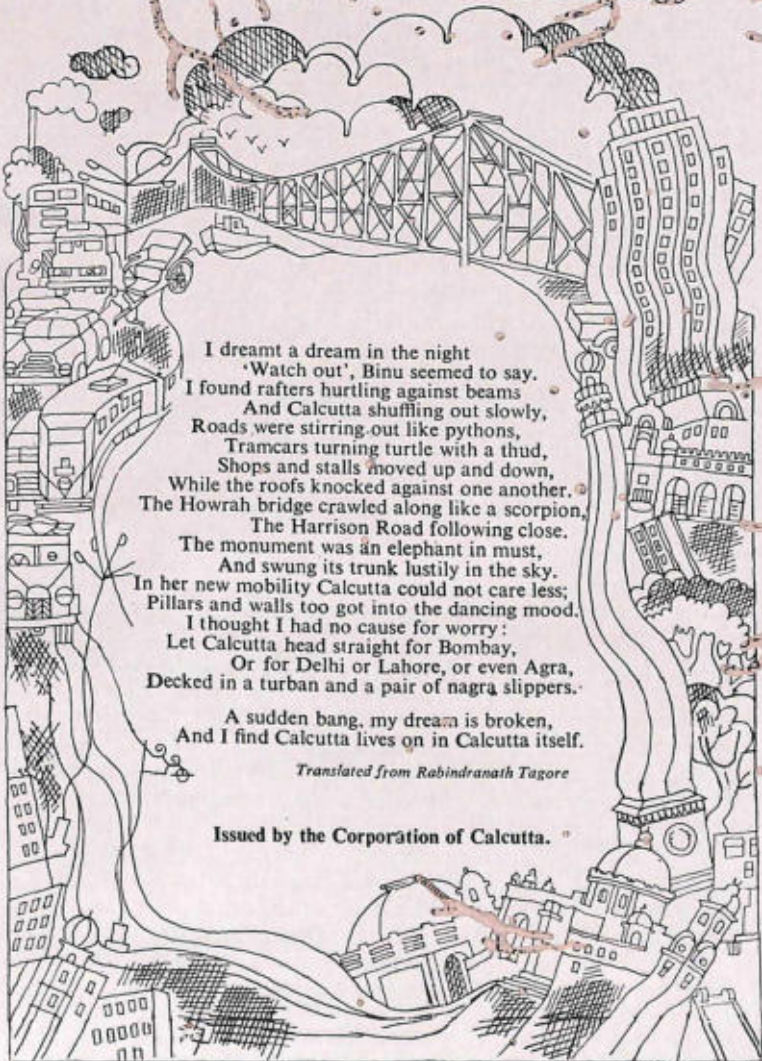 I dreamt a dream in the night
'Watch out', Binu seemed to say.
I found rafters hurtling against beams
And Calcutta shuffling out slowly,
Roads were stirring out like pythons,
Tramcars turning turtle with a thud,
Shops and stalls moved up and down,
While the roofs knocked against one another.
The Howrah bridge crawled along like a scorpion,
The Harrison Road following close.
The monument was an elephant in must,
And swung its trunk lustily in the sky.
In her new mobility Calcutta could not care less;
Pillars and walls too got into the dancing mood.
I thought I had no cause for worry:
Let Calcutta head straight for Bombay,
Or for Delhi or Lahore, or even Agra,
Decked in a turban and a pair of nagra slippers.
A sudden bang, my dream is broken,
And I find Calcutta lives on in Calcutta itself.
Translated from Rabindranath Tagore
Issued by the Corporation of Calcutta.